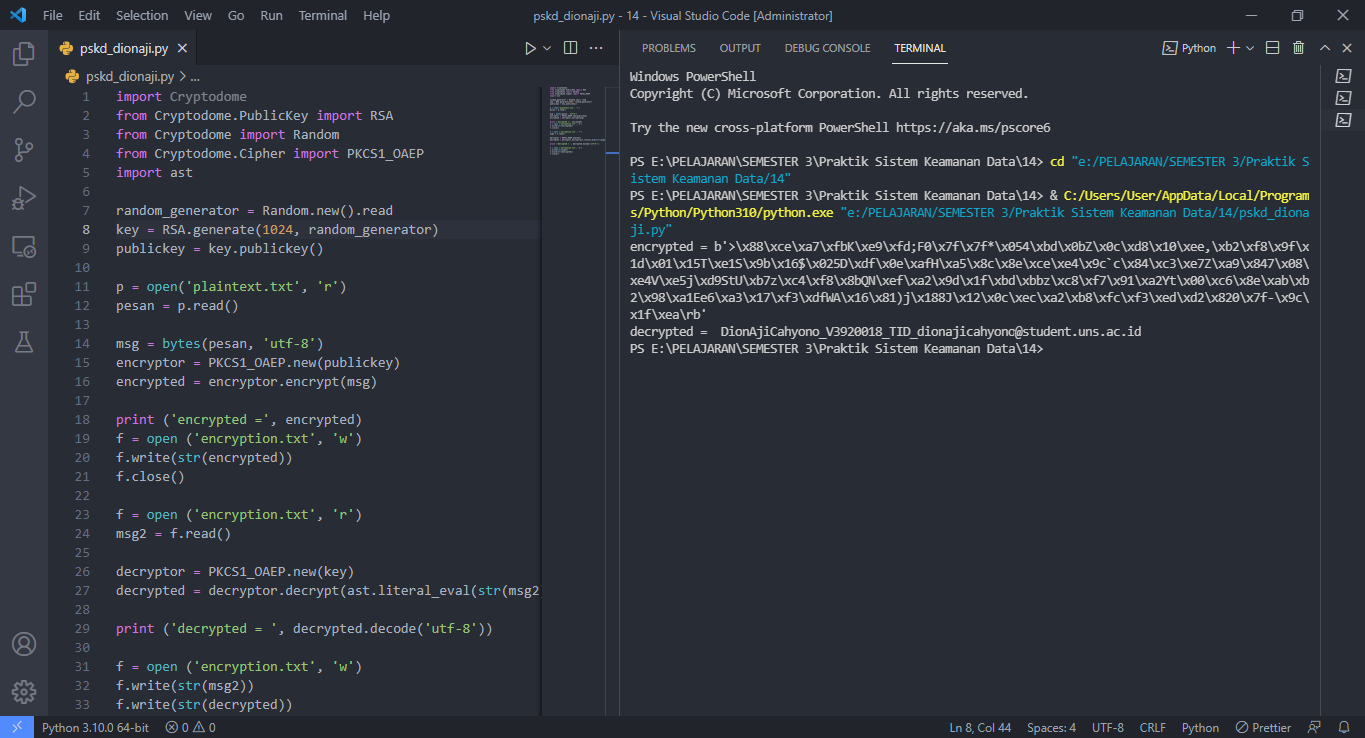 File Edit Selection View Go Run Terminal Help pskd_dionaji.py - 14 - Visual Studio Code [Administrator]
pskd_dionaji.py
pskd_dionaji.py > ...
1 import Cryptodome
2 from Cryptodome.PublicKey import RSA
3 from Cryptodome import Random
4 from Cryptodome.Cipher import PKCS1_OAEP
5 import ast
6
7 random_generator = Random.new().read
8 key = RSA.generate(1024, random_generator)
9 publickey = key.publickey()
10
11 p = open('plaintext.txt', 'r')
12 pesan = p.read()
13
14 msg = bytes(pesan, 'utf-8')
15 encryptor = PKCS1_OAEP.new(publickey)
16 encrypted = encryptor.encrypt(msg)
17
18 print ('encrypted =', encrypted)
19 f = open ('encryption.txt', 'w')
20 f.write(str(encrypted))
21 f.close()
22
23 f = open ('encryption.txt', 'r')
24 msg2 = f.read()
25
26 decryptor = PKCS1_OAEP.new(key)
27 decrypted = decryptor.decrypt(ast.literal_eval(str(msg2
28
29 print ('decrypted = ', decrypted.decode('utf-8'))
30
31 f = open ('encryption.txt', 'w')
32 f.write(str(msg2))
33 f.write(str(decrypted))
PROBLEMS OUTPUT DEBUG CONSOLE TERMINAL Python
Windows PowerShell
Copyright (C) Microsoft Corporation. All rights reserved.
Try the new cross-platform PowerShell https://aka.ms/pscore6
PS E:\PELAJARAN\SEMESTER 3\Praktik Sistem Keamanan Data\14> cd "e:/PELAJARAN/SEMESTER 3/Praktik S
istem Keamanan Data/14"
PS E:\PELAJARAN\SEMESTER 3\Praktik Sistem Keamanan Data\14> & C:/Users/User/AppData/Local/Program
s/Python/Python310/python.exe "e:/PELAJARAN/SEMESTER 3/Praktik Sistem Keamanan Data/14/pskd_diona
ji.py"
encrypted = b'>\x88\xce\xa7\xfbK\xe9\xfd;F0\x7f\x7f*\x054\xbd\x0bZ\x0c\xd8\x10\xee,\xb2\xf8\x9f\x
1d\x01\x15T\xe1S\x9b\x16$\x025D\xdf\x0e\xafH\xa5\x8c\x8e\xce\xe4\x9c`c\x84\xc3\xe7Z\xa9\x847\x08\
xe4V\xe5j\xd9StU\xb7z\xc4\xf8\x8bQN\xef\xa2\x9d\x1f\xbd\xbbz\xc8\xf7\x91\xa2Yt\x00\xc6\x8e\xab\xb
2\x98\xa1Ee6\xa3\x17\xf3\xdfWA\x16\x81)j\x188J\x12\x0c\xec\xa2\xb8\xfc\xf3\xed\xd2\x820\x7f-\x9c\
x1f\xea\rb'
decrypted =  DionAjiCahyono_V3920018_TID_dionajicahyono@student.uns.ac.id
PS E:\PELAJARAN\SEMESTER 3\Praktik Sistem Keamanan Data\14>
Python 3.10.0 64-bit 0 0 Ln 8, Col 44 Spaces: 4 UTF-8 CRLF Python Prettier